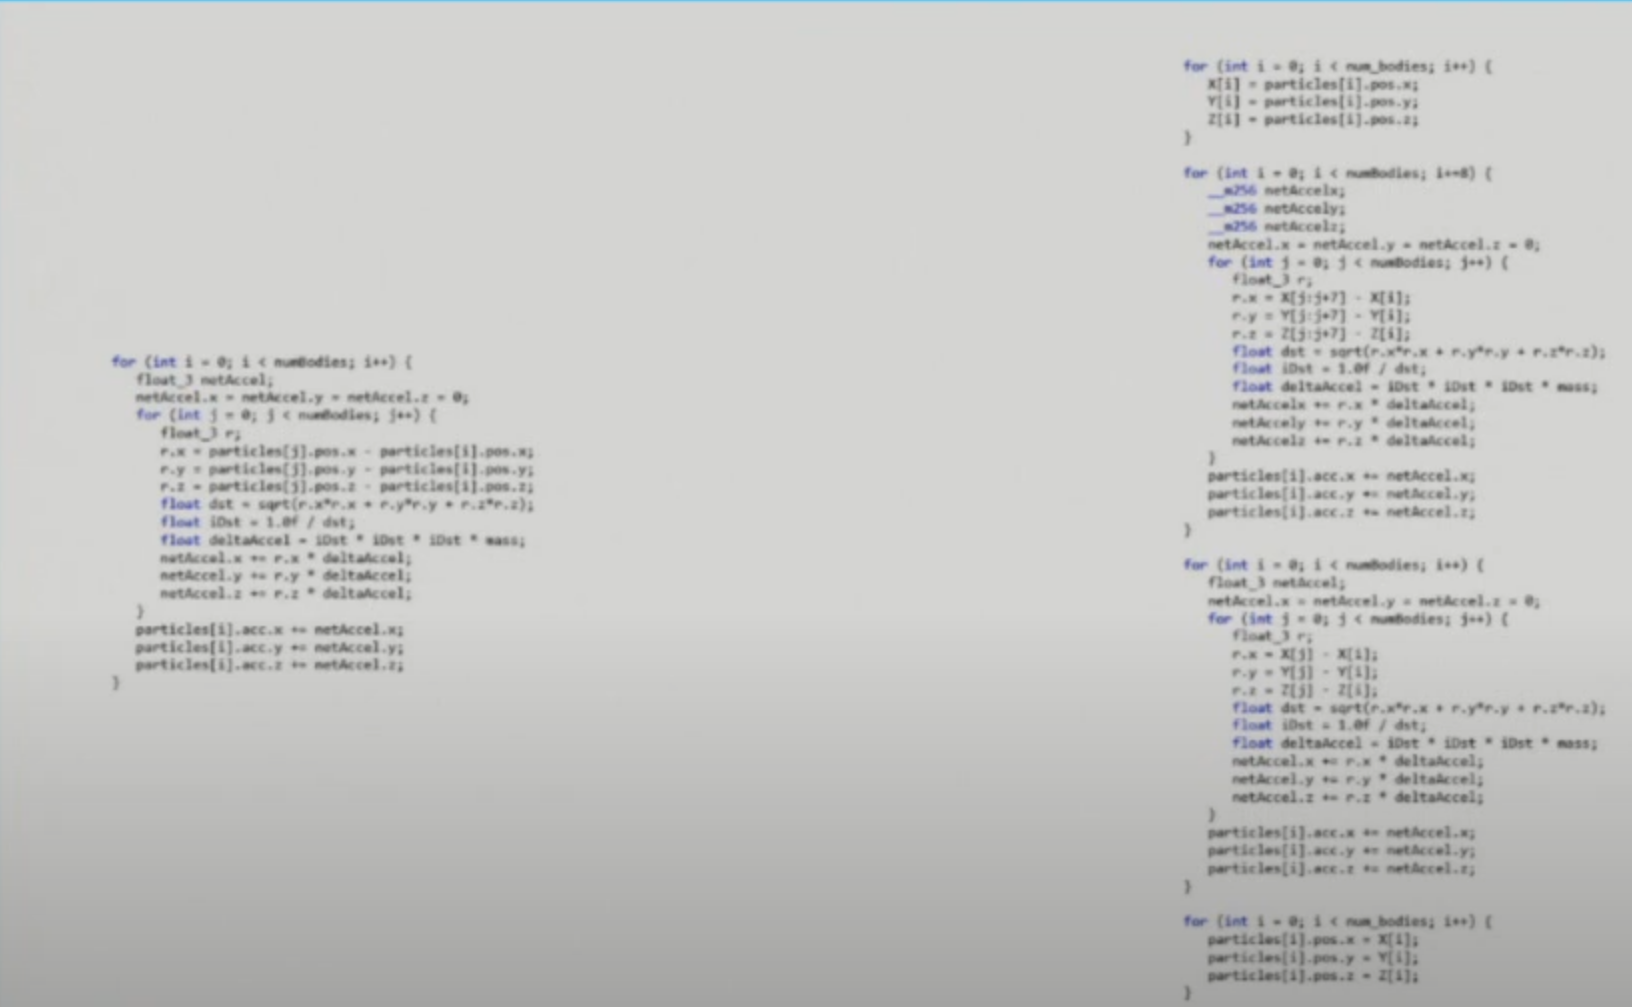 for (int i = 0; i < numBodies; i++) {
float_3 netAccel;
netAccel.x = netAccel.y = netAccel.z = 0;
for (int j = 0; j < numBodies; j++) {
float_3 r;
r.x = particles[j].pos.x - particles[i].pos.x;
r.y = particles[j].pos.y - particles[i].pos.y;
r.z = particles[j].pos.z - particles[i].pos.z;
float dst = sqrt(r.x*r.x + r.y*r.y + r.z*r.z);
float iDst = 1.0f / dst;
float deltaAccel = iDst * iDst * iDst * mass;
netAccel.x += r.x * deltaAccel;
netAccel.y += r.y * deltaAccel;
netAccel.z += r.z * deltaAccel;
}
particles[i].acc.x += netAccel.x;
particles[i].acc.y += netAccel.y;
particles[i].acc.z += netAccel.z;
}
for (int i = 0; i < num_bodies; i++) {
X[i] = particles[i].pos.x;
Y[i] = particles[i].pos.y;
Z[i] = particles[i].pos.z;
}
for (int i = 0; i < numBodies; i+=8) {
__m256 netAccelx;
__m256 netAccely;
__m256 netAccelz;
netAccel.x = netAccel.y = netAccel.z = 0;
for (int j = 0; j < numBodies; j++) {
float_3 r;
r.x = X[j:j+7] - X[i];
r.y = Y[j:j+7] - Y[i];
r.z = Z[j:j+7] - Z[i];
float dst = sqrt(r.x*r.x + r.y*r.y + r.z*r.z);
float iDst = 1.0f / dst;
float deltaAccel = iDst * iDst * iDst * mass;
netAccelx += r.x * deltaAccel;
netAccely += r.y * deltaAccel;
netAccelz += r.z * deltaAccel;
}
particles[i].acc.x += netAccel.x;
particles[i].acc.y += netAccel.y;
particles[i].acc.z += netAccel.z;
}
for (int i = 0; i < numBodies; i++) {
float_3 netAccel;
netAccel.x = netAccel.y = netAccel.z = 0;
for (int j = 0; j < numBodies; j++) {
float_3 r;
r.x = X[j] - X[i];
r.y = Y[j] - Y[i];
r.z = Z[j] - Z[i];
float dst = sqrt(r.x*r.x + r.y*r.y + r.z*r.z);
float iDst = 1.0f / dst;
float deltaAccel = iDst * iDst * iDst * mass;
netAccel.x += r.x * deltaAccel;
netAccel.y += r.y * deltaAccel;
netAccel.z += r.z * deltaAccel;
}
particles[i].acc.x += netAccel.x;
particles[i].acc.y += netAccel.y;
particles[i].acc.z += netAccel.z;
}
for (int i = 0; i < num_bodies; i++) {
particles[i].pos.x = X[i];
particles[i].pos.y = Y[i];
particles[i].pos.z = Z[i];
}